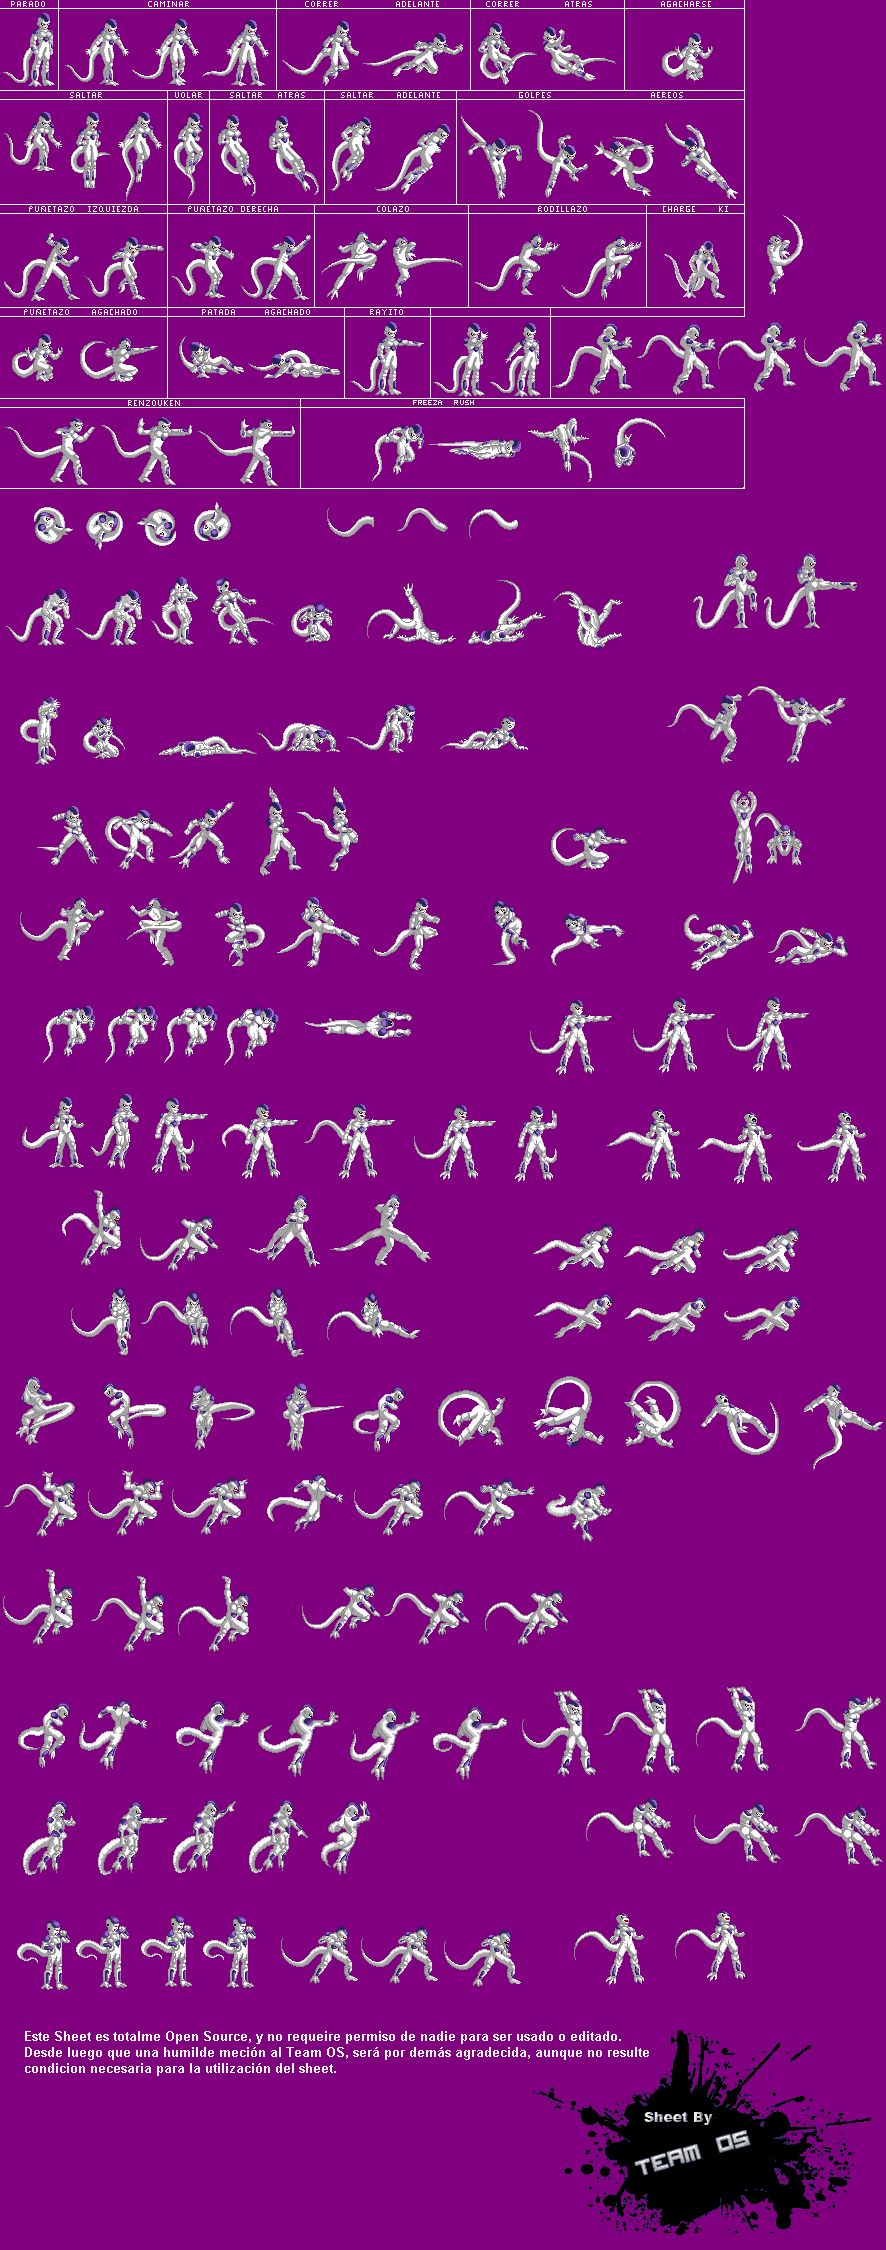 PARADO CAMINAR CORRER ADELANTE CORRER ATRAS AGACHARSE
SALTAR VOLAR SALTAR ATRAS SALTAR ADELANTE GOLPES AEREOS
PUÑETAZO IZQUIEZDA PUÑETAZO DERECHA COLAZO RODILLAZO CHARGE KI
PUÑETAZO AGACHADO PATADA AGACHADO RAYITO
RENZOUKEN FREEZA RUSH
Este Sheet es totalme Open Source, y no requeire permiso de nadie para ser usado o editado.
Desde luego que una humilde meción al Team OS, será por demás agradecida, aunque no resulte
condicion necesaria para la utilización del sheet.
Sheet By
TEAM OS